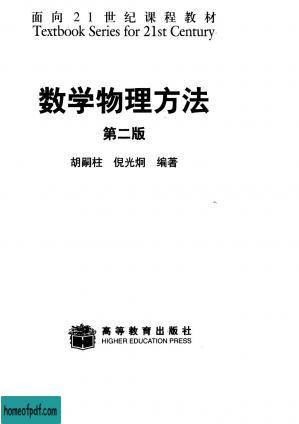 面向21世纪课程教材
Textbook Series for 21st Century
数学物理方法
第二版
胡嗣柱 倪光炯 编著
高等教育出版社
HIGHER EDUCATION PRESS
homeofpdf.com